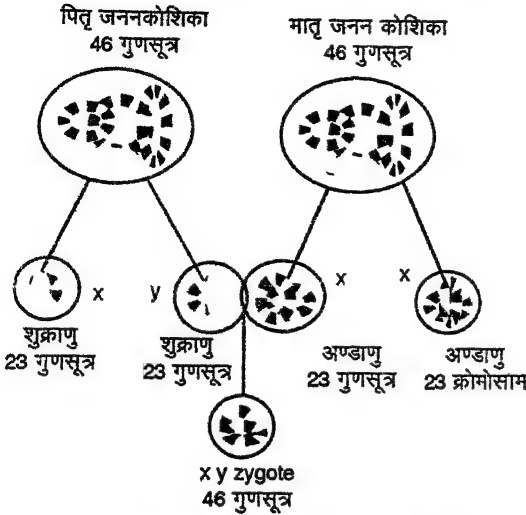 पितृ जननकोशिका
46 गुणसूत्र
मातृ जनन कोशिका
46 गुणसूत्र
x
y
x
x
शुक्राणु
23 गुणसूत्र
शुक्राणु
23 गुणसूत्र
अण्डाणु
23 गुणसूत्र
अण्डाणु
23 क्रोमोसाम
x y zygote
46 गुणसूत्र